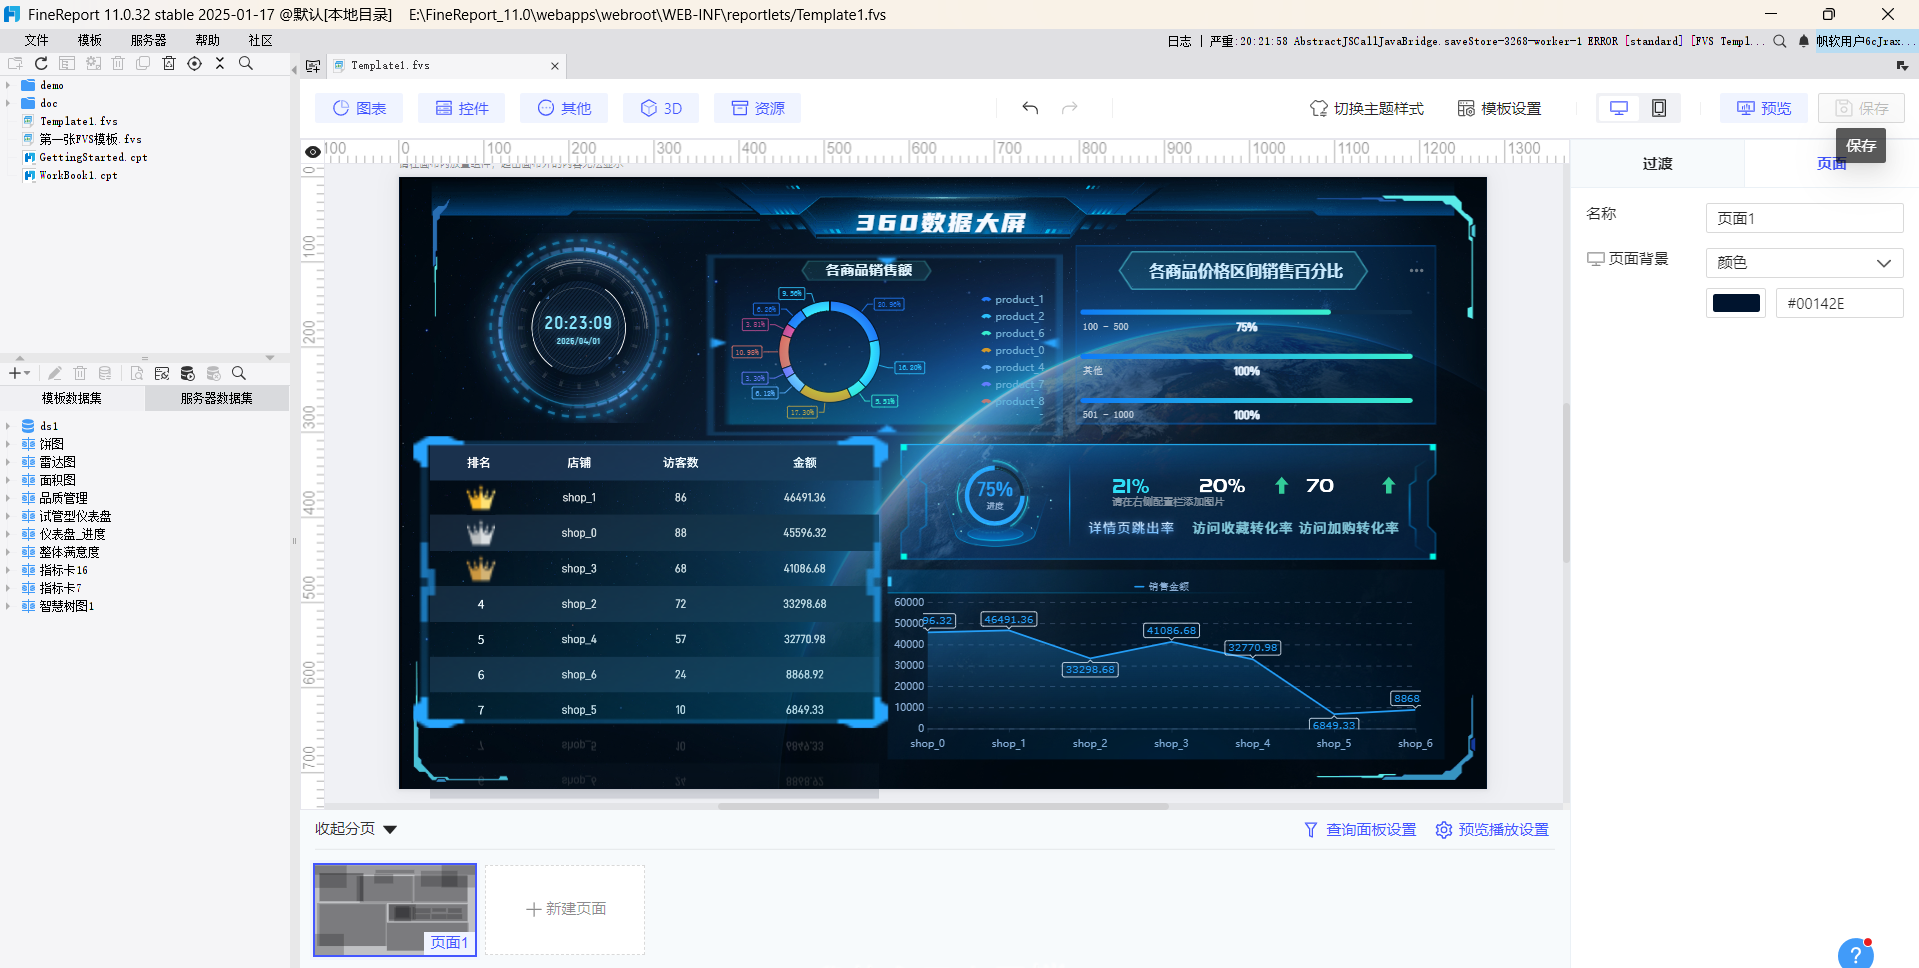 FineReport 11.0.32 stable 2025-01-17 @默认[本地目录] E:\FineReport_11.0\webapps\webroot\WEB-INF\reportlets/Template1.fvs
文件 模板 服务器 帮助 社区
日志 | 严重:20:21:58 AbstractJSCallJavaBridge.saveStore-3268-worker-1 ERROR [standard] [FVS Templ...
帆软用户6cJrax...
Template1.fvs
demo
doc
Template1.fvs
第一张FVS模板.fvs
GettingStarted.cpt
WorkBook1.cpt
模板数据集 服务器数据集
ds1
饼图
雷达图
面积图
品质管理
试管型仪表盘
仪表盘_进度
整体满意度
指标卡16
指标卡7
智慧树图1
图表 控件 其他 3D 资源
切换主题样式 模板设置 预览 保存
保存
100 0 100 200 300 400 500 600 700 800 900 1000 1100 1200 1300
0
100
200
300
400
500
600
700
360数据大屏
20:23:09
2025/04/01
各商品销售额
9.56%
20.96%
6.26%
3.81%
10.98%
16.20%
3.30%
6.12%
5.51%
17.30%
product_1
product_2
product_6
product_0
product_4
product_7
product_8
各商品价格区间销售百分比
100 - 500 75%
其他 100%
501 - 1000 100%
排名 店铺 访客数 金额
shop_1 86 46491.36
shop_0 88 45596.32
shop_3 68 41086.68
4 shop_2 72 33298.68
5 shop_4 57 32770.98
6 shop_6 24 8868.92
7 shop_5 10 6849.33
75%
进度
21% 20% 70
请在右侧配置栏添加图片
详情页跳出率 访问收藏转化率 访问加购转化率
销售金额
60000
50000
40000
30000
20000
10000
0
96.32
46491.36
33298.68
41086.68
32770.98
6849.33
8868
shop_0 shop_1 shop_2 shop_3 shop_4 shop_5 shop_6
过渡 页面
名称 页面1
页面背景 颜色
#00142E
收起分页
查询面板设置 预览播放设置
页面1
新建页面
?